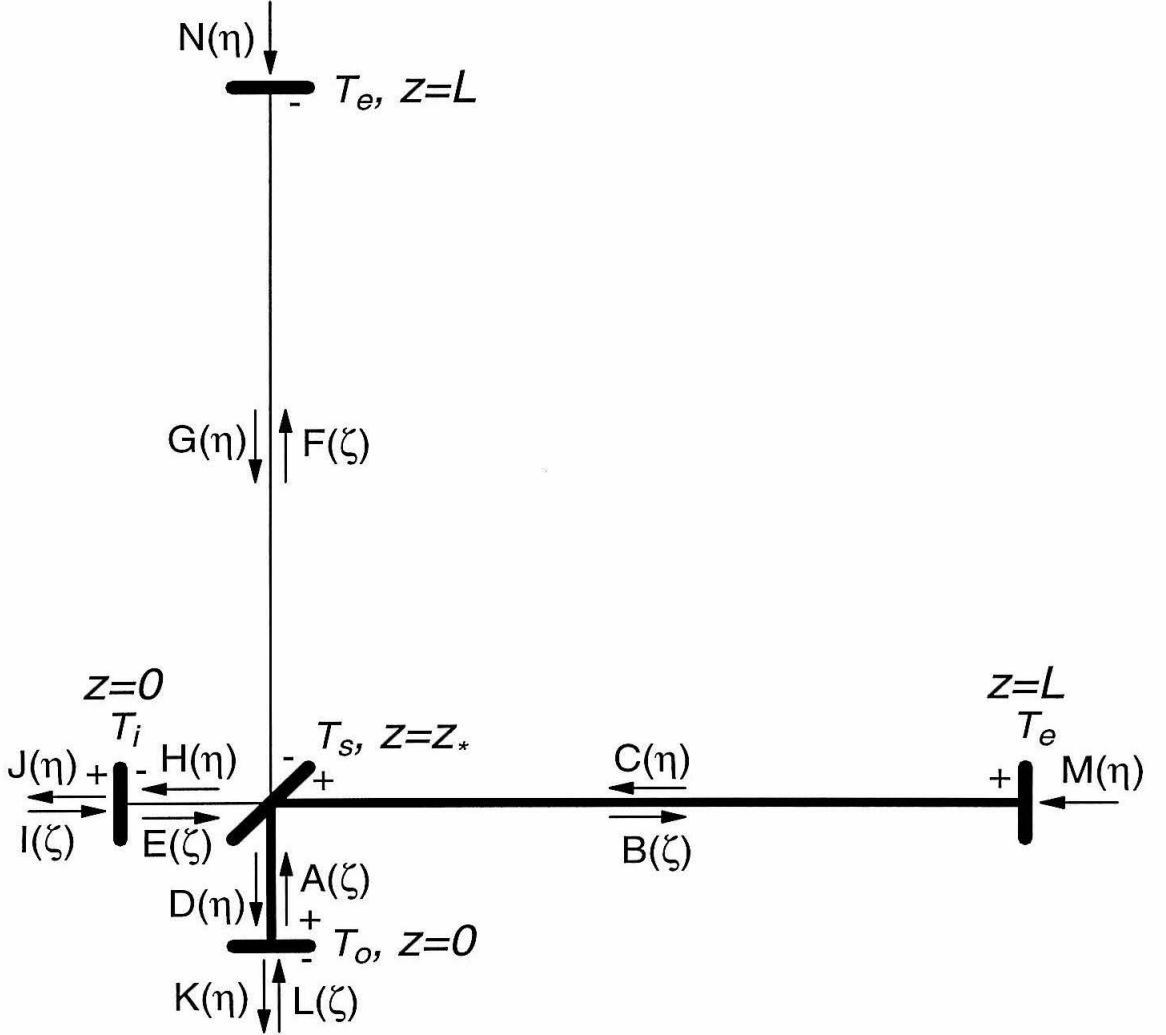 N(η)
- Te, z=L
G(η) F(ζ)
z=0 z=L
Ti Te
Ts, z=z*
J(η) + - H(η) - + C(η) + M(η)
I(ζ) E(ζ) B(ζ)
D(η) A(ζ)
+
To, z=0
-
K(η) L(ζ)